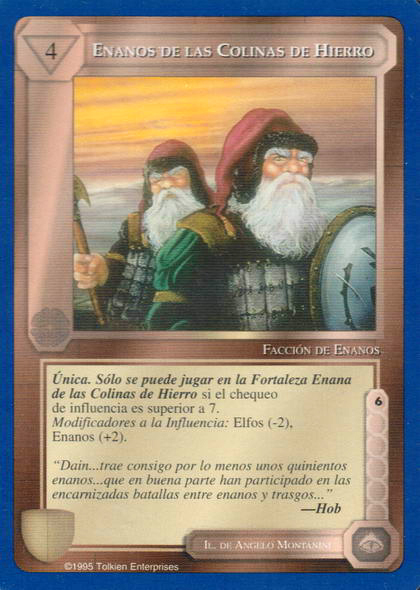 4
ENANOS DE LAS COLINAS DE HIERRO
FACCIÓN DE ENANOS
Única. Sólo se puede jugar en la Fortaleza Enana
de las Colinas de Hierro si el chequeo
de influencia es superior a 7.
Modificadores a la Influencia: Elfos (-2),
Enanos (+2).
6
“Dain...trae consigo por lo menos unos quinientos
enanos...que en buena parte han participado en las
encarnizadas batallas entre enanos y trasgos...”
—Hob
IL. DE ANGELO MONTANINI
©1995 Tolkien Enterprises